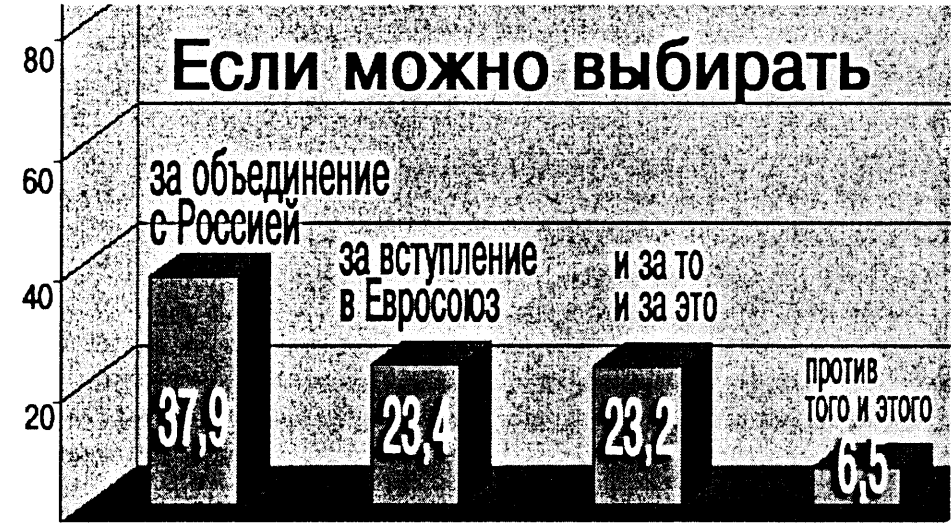 Если можно выбирать
80
60
40
20
за объединение
с Россией
37,9
за вступление
в Евросоюз
23,4
и за то
и за это
23,2
против
того и этого
6,5